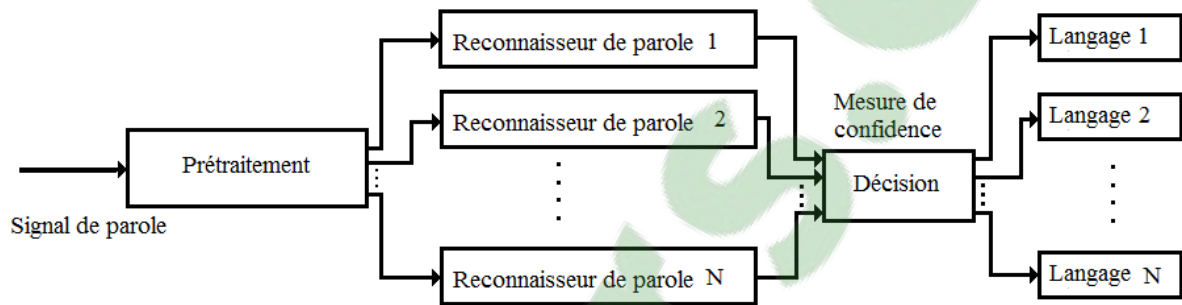 Reconnaisseur de parole 1
Langage 1
Reconnaisseur de parole 2
Mesure de
confidence
Langage 2
Prétraitement
Décision
Signal de parole
Reconnaisseur de parole N
Langage N